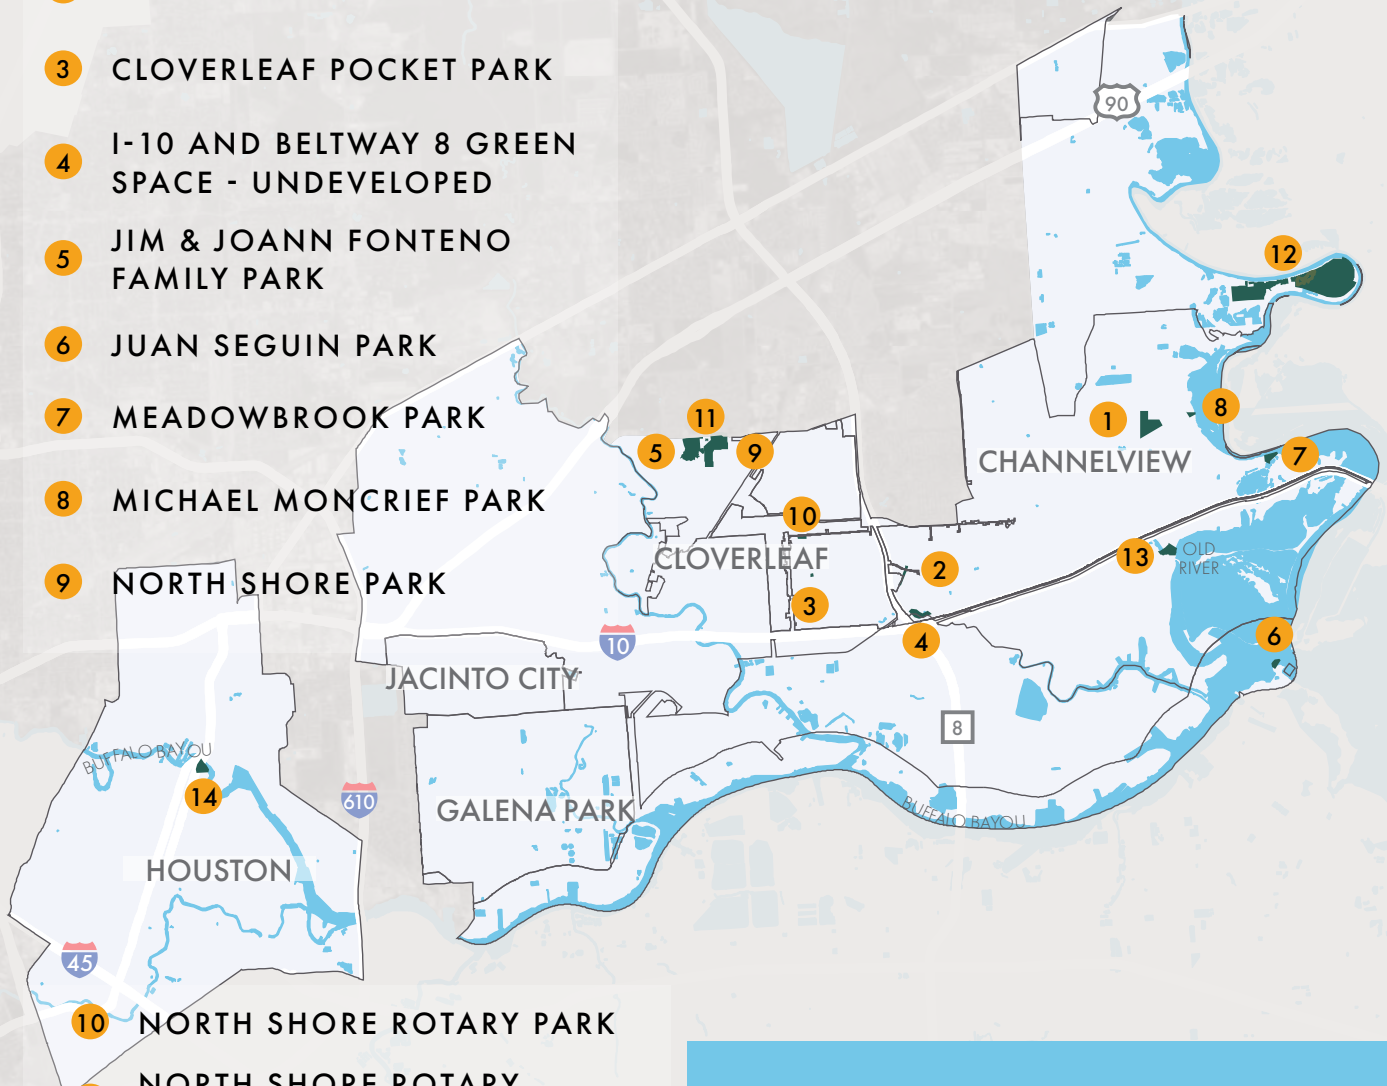 3 CLOVERLEAF POCKET PARK
4 I-10 AND BELTWAY 8 GREEN
SPACE - UNDEVELOPED
5 JIM & JOANN FONTENO
FAMILY PARK
6 JUAN SEGUIN PARK
7 MEADOWBROOK PARK
8 MICHAEL MONCRIEF PARK
9 NORTH SHORE PARK
10 NORTH SHORE ROTARY PARK
NORTH SHORE ROTARY
90
12
11
5
9
1
8
CHANNELVIEW
7
10
CLOVERLEAF
2
13
OLD
RIVER
3
10
4
6
JACINTO CITY
8
BUFFALO BAYOU
14
610
GALENA PARK
BUFFALO BAYOU
HOUSTON
45